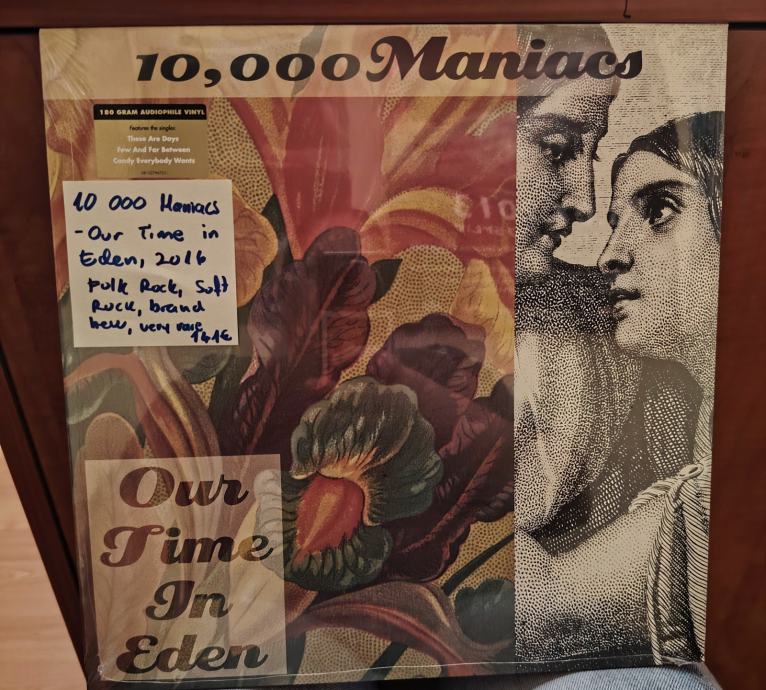 10,000 Maniacs
180 GRAM AUDIOPHILE VINYL
Features the singles:
These Are Days
Few And Far Between
Candy Everybody Wants
10 000 Maniacs
- Our Time in
Eden, 2016
Folk Rock, Soft
Rock, brand
new, very rare
141€
Our
Time
In
Eden